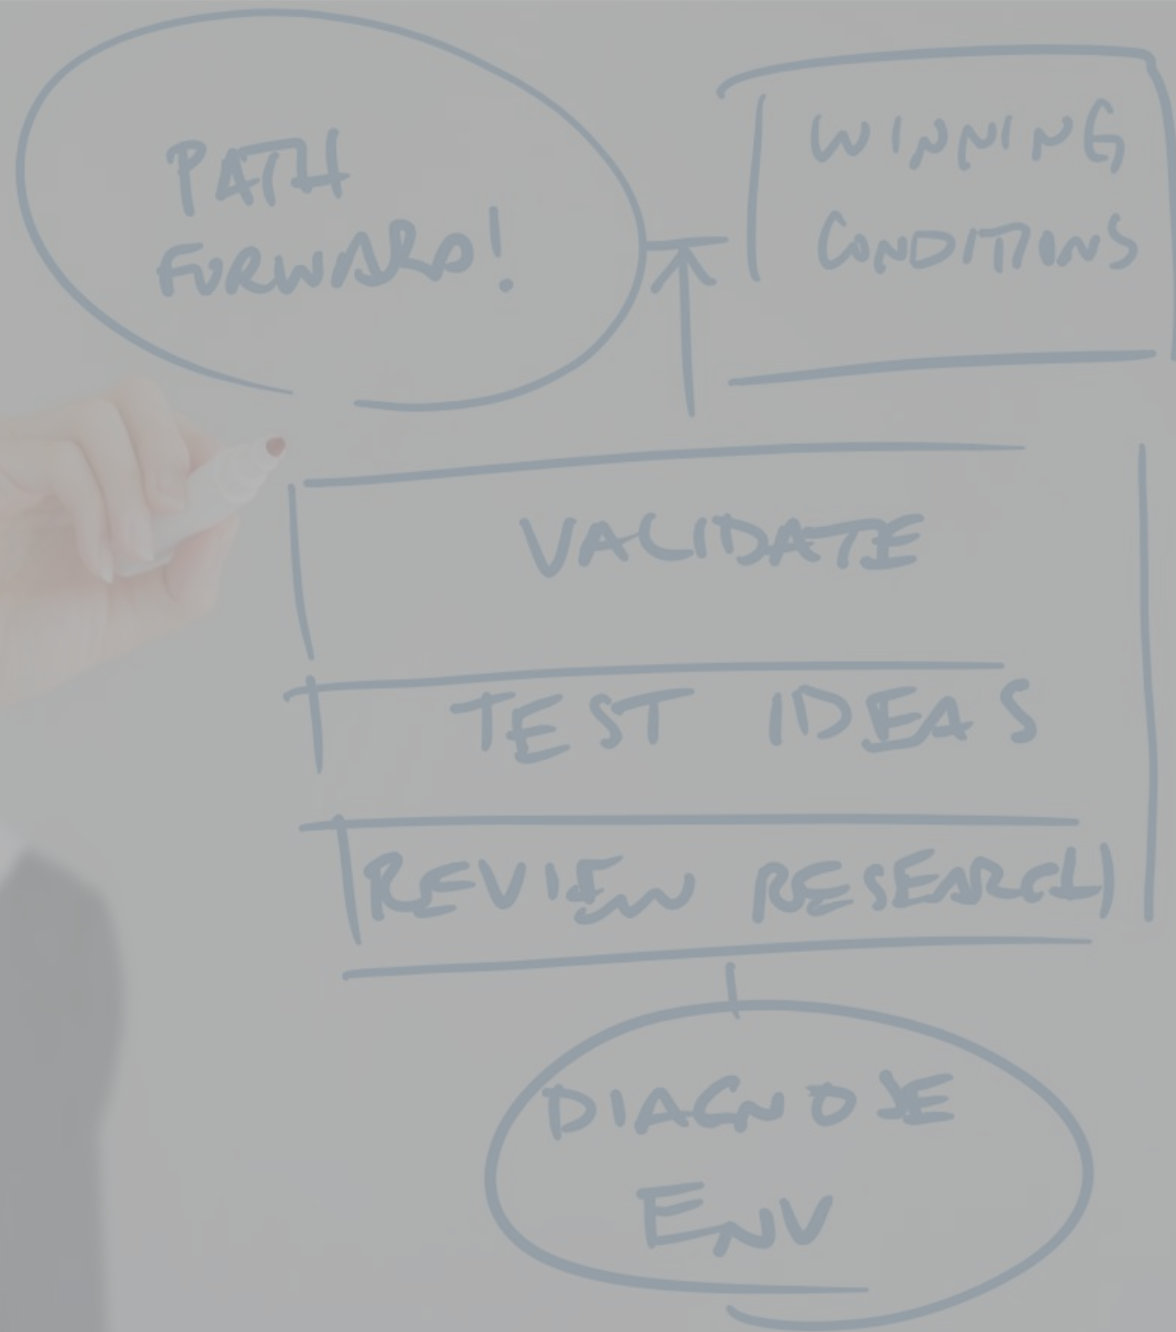 PATH
FORWARD!
WINNING
CONDITIONS
VALIDATE
TEST IDEAS
REVIEW RESEARCH
DIAGNOSE
ENV